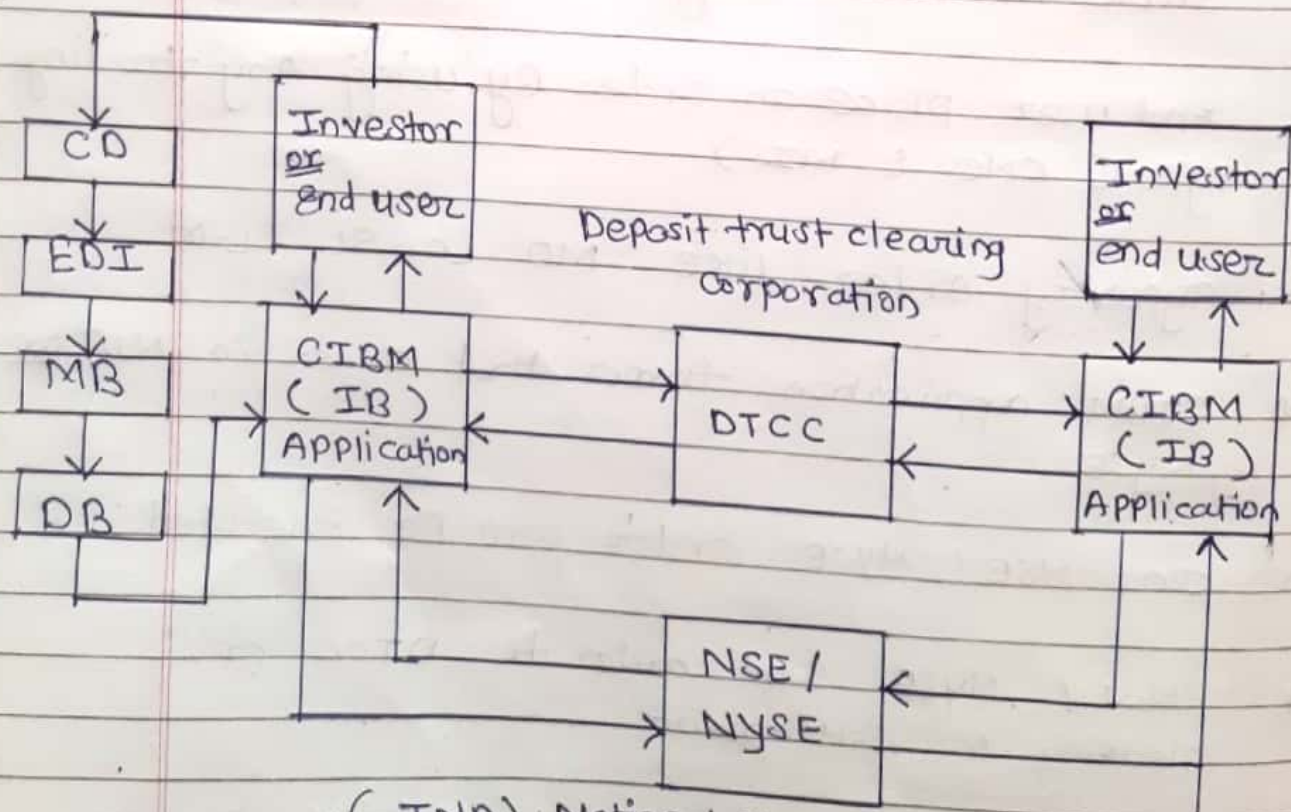 CD
EDI
MB
DB
Investor
or
end user
CIBM
( IB )
Application
Deposit trust clearing
corporation
DTCC
NSE /
NYSE
Investor
or
end user
CIBM
( IB )
Application